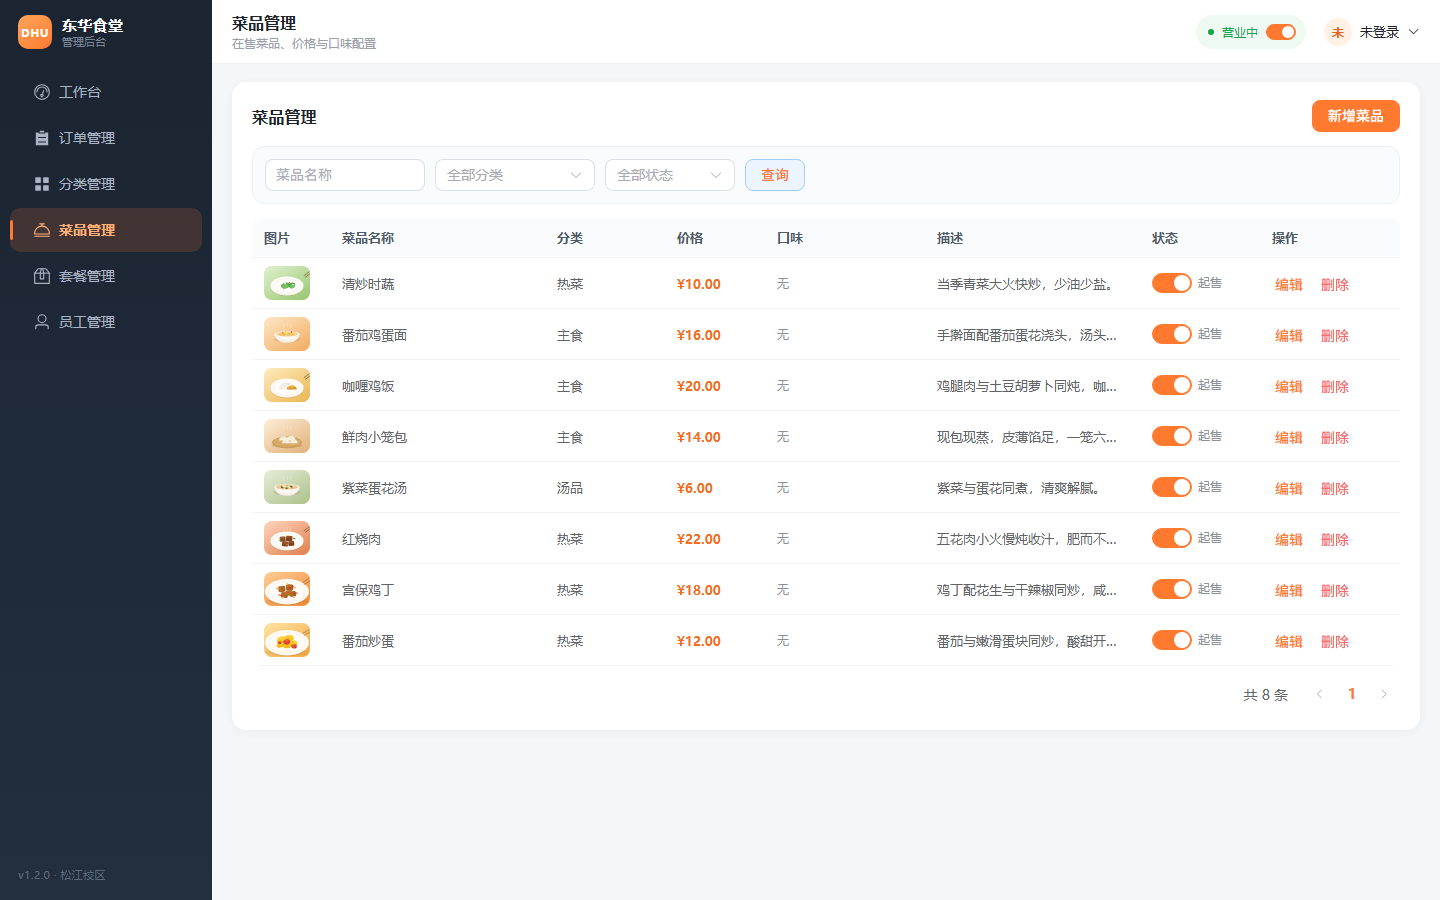 DHU
东华食堂
管理后台
工作台
订单管理
分类管理
菜品管理
套餐管理
员工管理
v1.2.0 · 松江校区
菜品管理
在售菜品、价格与口味配置
营业中
未
未登录
菜品管理
新增菜品
菜品名称
全部分类
全部状态
查询
图片 菜品名称 分类 价格 口味 描述 状态 操作
清炒时蔬 热菜 ¥10.00 无 当季青菜大火快炒，少油少盐。 起售 编辑 删除
番茄鸡蛋面 主食 ¥16.00 无 手擀面配番茄蛋花浇头，汤头... 起售 编辑 删除
咖喱鸡饭 主食 ¥20.00 无 鸡腿肉与土豆胡萝卜同炖，咖... 起售 编辑 删除
鲜肉小笼包 主食 ¥14.00 无 现包现蒸，皮薄馅足，一笼六... 起售 编辑 删除
紫菜蛋花汤 汤品 ¥6.00 无 紫菜与蛋花同煮，清爽解腻。 起售 编辑 删除
红烧肉 热菜 ¥22.00 无 五花肉小火慢炖收汁，肥而不... 起售 编辑 删除
宫保鸡丁 热菜 ¥18.00 无 鸡丁配花生与干辣椒同炒，咸... 起售 编辑 删除
番茄炒蛋 热菜 ¥12.00 无 番茄与嫩滑蛋块同炒，酸甜开... 起售 编辑 删除
共 8 条
1